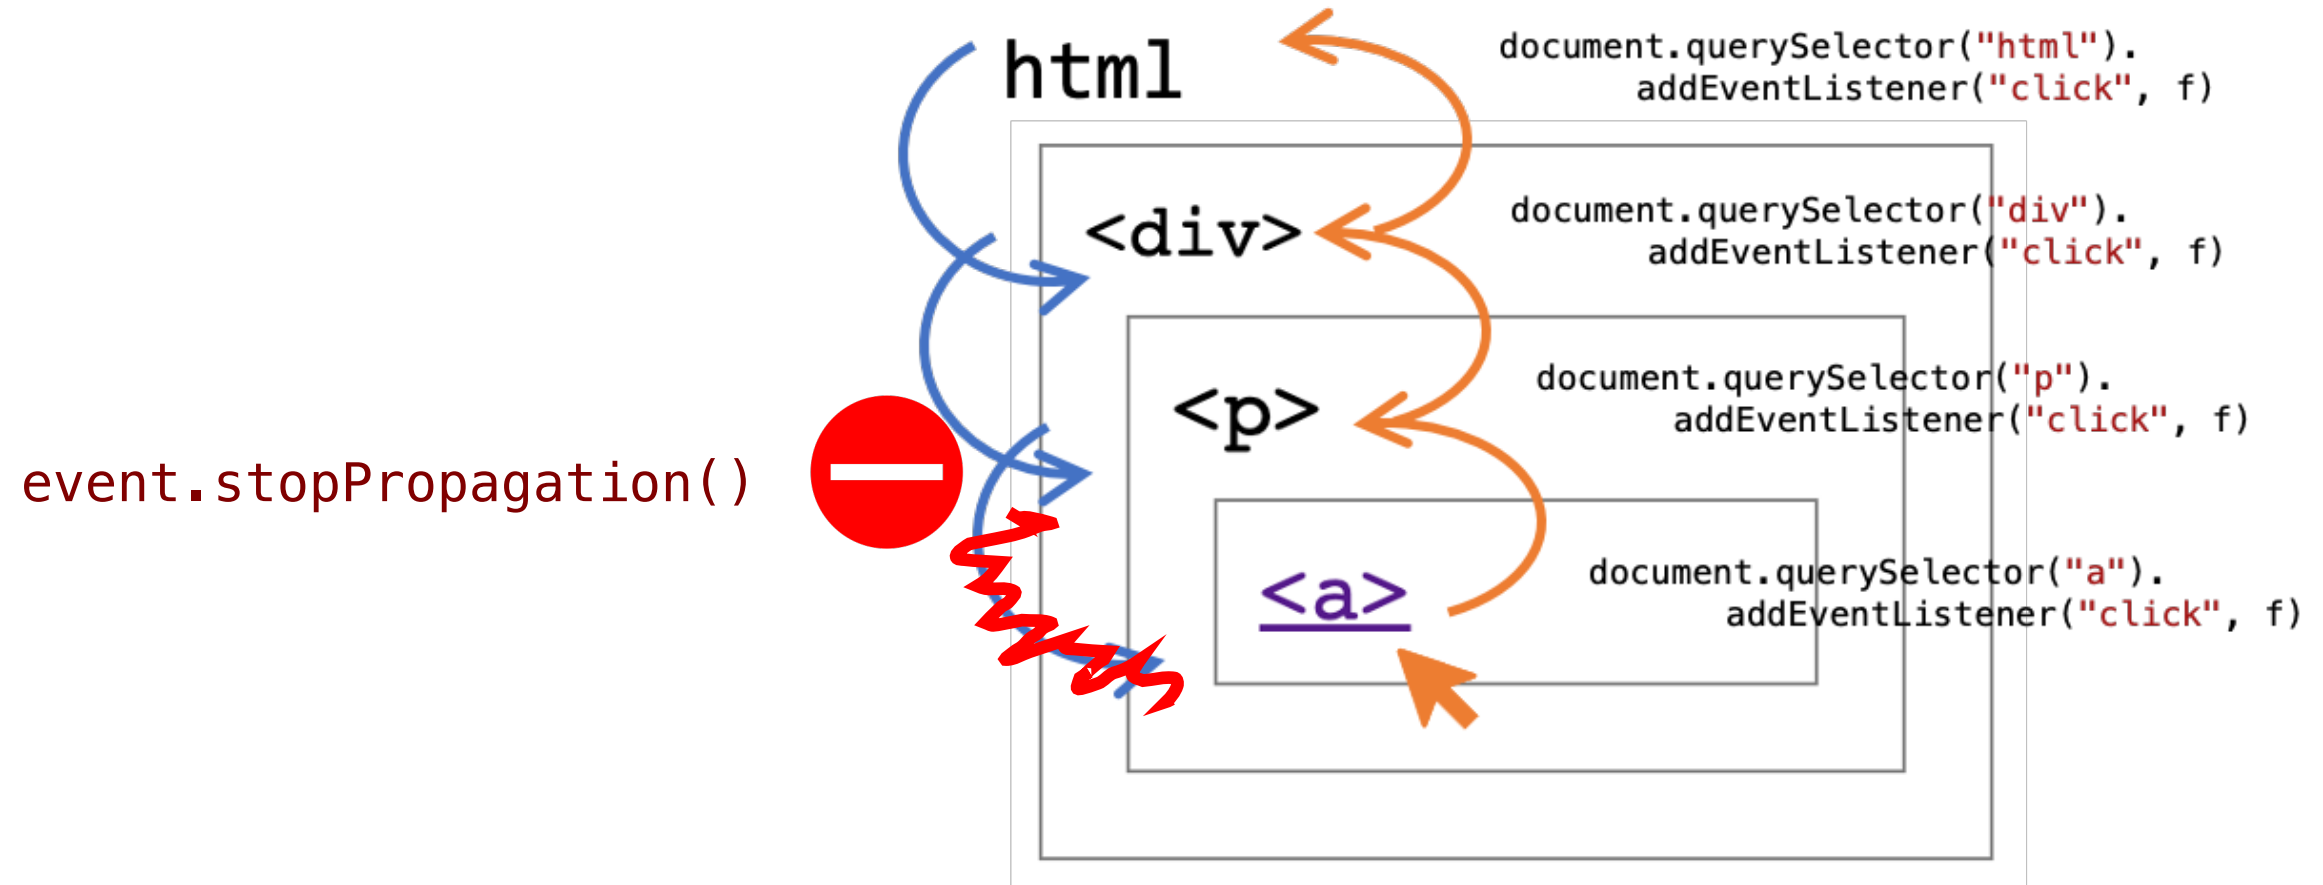 html
document.querySelector("html").
addEventListener("click", f)
<div>
document.querySelector("div").
addEventListener("click", f)
<p>
document.querySelector("p").
addEventListener("click", f)
event.stopPropagation()
<a>
document.querySelector("a").
addEventListener("click", f)